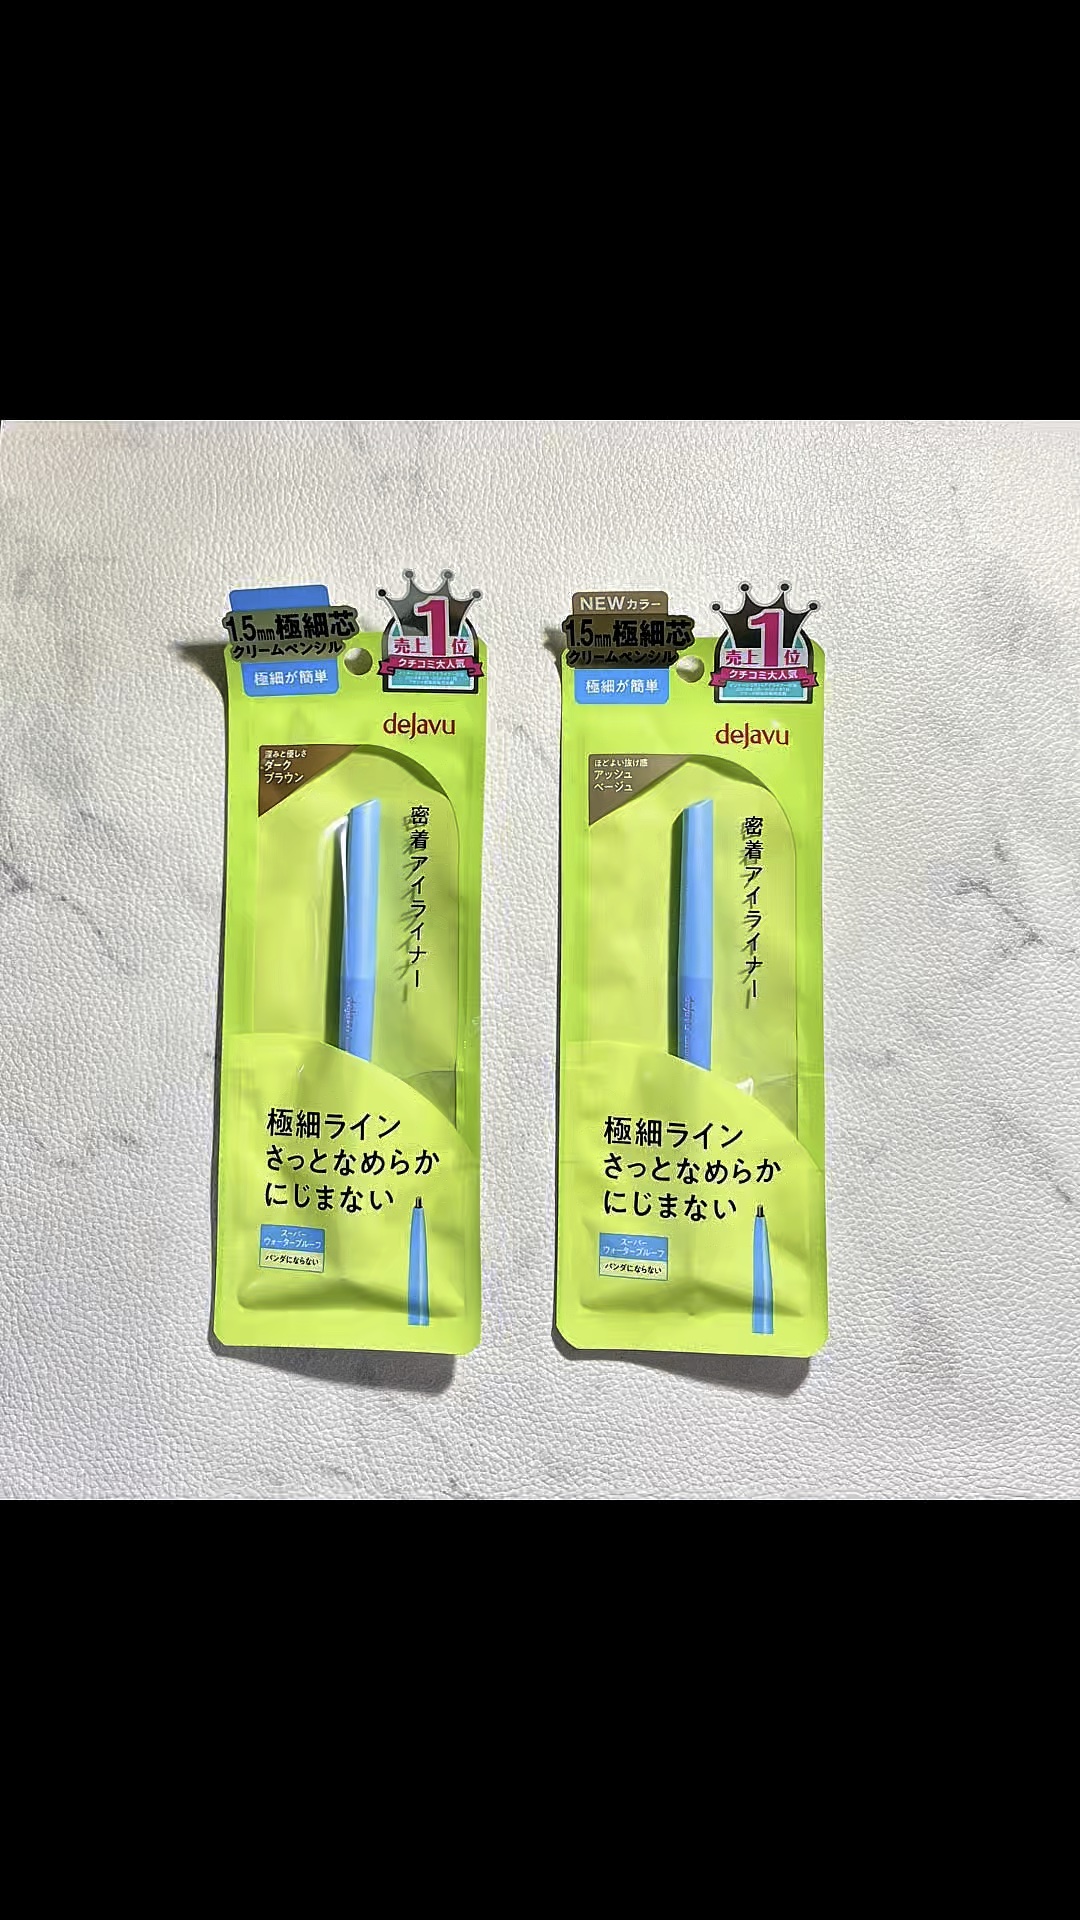 1.5mm極細芯
クリームペンシル
極細が簡単
売上1位
クチコミ大人気
dejavu
深みと優しさ
ダーク
ブラウン
密着アイライナー
dejavu
極細ライン
さっとなめらか
にじまない
スーパー
ウォータープルーフ
パンダにならない
NEWカラー
1.5mm極細芯
クリームペンシル
極細が簡単
売上1位
クチコミ大人気
dejavu
ほどよい抜け感
アッシュ
ベージュ
密着アイライナー
dejavu
極細ライン
さっとなめらか
にじまない
スーパー
ウォータープルーフ
パンダにならない